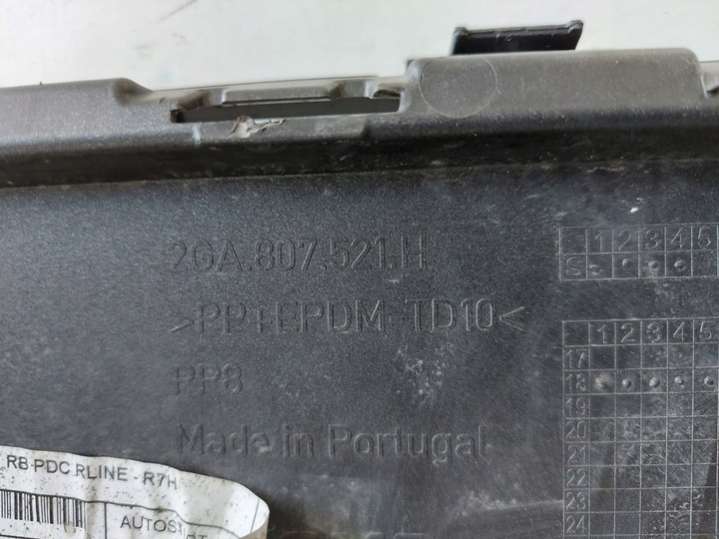 2GA.807.521.H
>PP+EPDM-TD10<
PP8
Made in Portugal
RB PDC RLINE - R7H
1 2 3 4 5
S
1 2 3 4 5
17
18
19
20
21
22
23
24